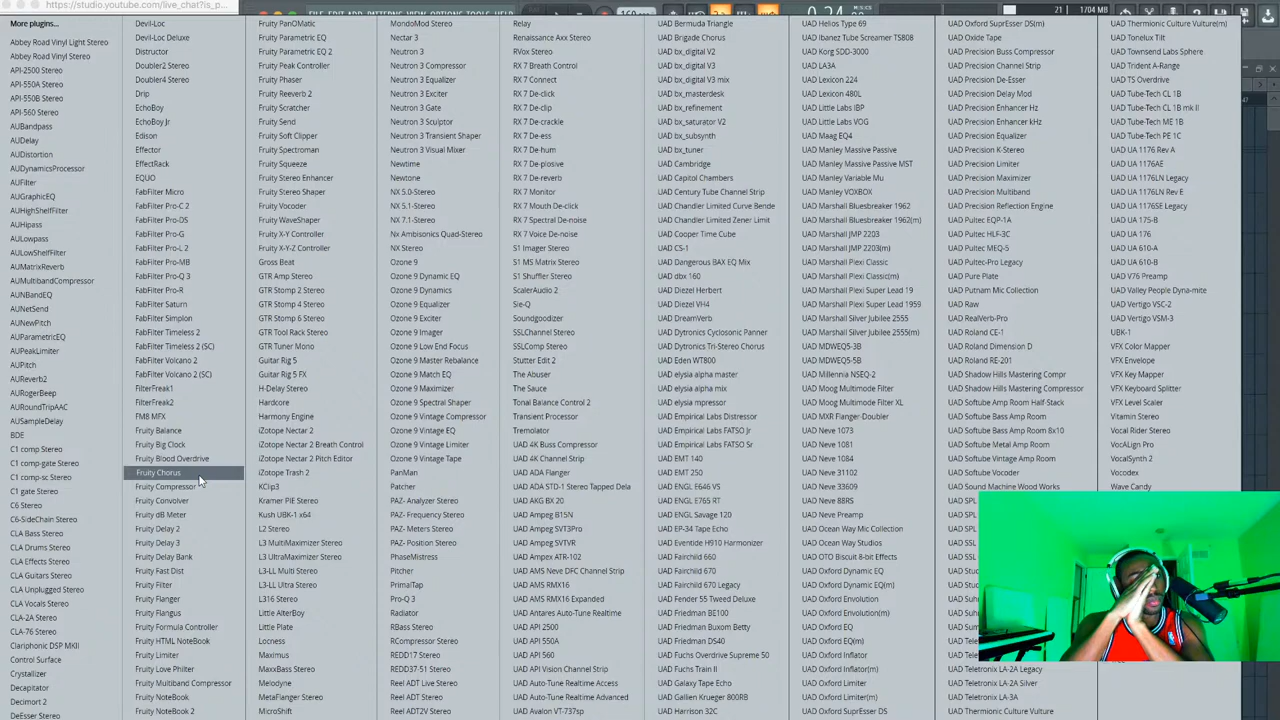 https://studio.youtube.com/live_chat?is_p...
FILE EDIT ADD PATTERNS VIEW OPTIONS TOOLS HELP
160.000
0:24
21
1/04 MB
More plugins...
Abbey Road Vinyl Light Stereo
Abbey Road Vinyl Stereo
API-2500 Stereo
API-550A Stereo
API-550B Stereo
API-560 Stereo
AUBandpass
AUDelay
AUDistortion
AUDynamicsProcessor
AUFilter
AUGraphicEQ
AUHighShelfFilter
AUHipass
AULowpass
AULowShelfFilter
AUMatrixReverb
AUMultibandCompressor
AUNBandEQ
AUNetSend
AUNewPitch
AUParametricEQ
AUPeakLimiter
AUPitch
AUReverb2
AURogerBeep
AURoundTripAAC
AUSampleDelay
BDE
C1 comp Stereo
C1 comp-gate Stereo
C1 comp-sc Stereo
C1 gate Stereo
C6 Stereo
C6-SideChain Stereo
CLA Bass Stereo
CLA Drums Stereo
CLA Effects Stereo
CLA Guitars Stereo
CLA Unplugged Stereo
CLA Vocals Stereo
CLA-2A Stereo
CLA-76 Stereo
Clariphonic DSP MKII
Control Surface
Crystallizer
Decapitator
Decimort 2
DeEsser Stereo
Devil-Loc
Devil-Loc Deluxe
Distructor
Doubler2 Stereo
Doubler4 Stereo
Drip
EchoBoy
EchoBoy Jr
Edison
Effector
EffectRack
EQUO
FabFilter Micro
FabFilter Pro-C 2
FabFilter Pro-DS
FabFilter Pro-G
FabFilter Pro-L 2
FabFilter Pro-MB
FabFilter Pro-Q 3
FabFilter Pro-R
FabFilter Saturn
FabFilter Simplon
FabFilter Timeless 2
FabFilter Timeless 2 (SC)
FabFilter Volcano 2
FabFilter Volcano 2 (SC)
FilterFreak1
FilterFreak2
FM8 MFX
Fruity Balance
Fruity Big Clock
Fruity Blood Overdrive
Fruity Chorus
Fruity Compressor
Fruity Convolver
Fruity dB Meter
Fruity Delay 2
Fruity Delay 3
Fruity Delay Bank
Fruity Fast Dist
Fruity Filter
Fruity Flanger
Fruity Flangus
Fruity Formula Controller
Fruity HTML NoteBook
Fruity Limiter
Fruity Love Philter
Fruity Multiband Compressor
Fruity NoteBook
Fruity NoteBook 2
Fruity PanOMatic
Fruity Parametric EQ
Fruity Parametric EQ 2
Fruity Peak Controller
Fruity Phaser
Fruity Reeverb 2
Fruity Scratcher
Fruity Send
Fruity Soft Clipper
Fruity Spectroman
Fruity Squeeze
Fruity Stereo Enhancer
Fruity Stereo Shaper
Fruity Vocoder
Fruity WaveShaper
Fruity X-Y Controller
Fruity X-Y-Z Controller
Gross Beat
GTR Amp Stereo
GTR Stomp 2 Stereo
GTR Stomp 4 Stereo
GTR Stomp 6 Stereo
GTR Tool Rack Stereo
GTR Tuner Mono
Guitar Rig 5
Guitar Rig 5 FX
H-Delay Stereo
Hardcore
Harmony Engine
iZotope Nectar 2
iZotope Nectar 2 Breath Control
iZotope Nectar 2 Pitch Editor
iZotope Trash 2
KClip3
Kramer PIE Stereo
Kush UBK-1 x64
L2 Stereo
L3 MultiMaximizer Stereo
L3 UltraMaximizer Stereo
L3-LL Multi Stereo
L3-LL Ultra Stereo
L316 Stereo
Little AlterBoy
Little Plate
Locness
Maximus
MaxxBass Stereo
Melodyne
MetaFlanger Stereo
MicroShift
MondoMod Stereo
Nectar 3
Neutron 3
Neutron 3 Compressor
Neutron 3 Equalizer
Neutron 3 Exciter
Neutron 3 Gate
Neutron 3 Sculptor
Neutron 3 Transient Shaper
Neutron 3 Visual Mixer
Newtime
Newtone
NX 5.0-Stereo
NX 5.1-Stereo
NX 7.1-Stereo
Nx Ambisonics Quad-Stereo
NX Stereo
Ozone 9
Ozone 9 Dynamic EQ
Ozone 9 Dynamics
Ozone 9 Equalizer
Ozone 9 Exciter
Ozone 9 Imager
Ozone 9 Low End Focus
Ozone 9 Master Rebalance
Ozone 9 Match EQ
Ozone 9 Maximizer
Ozone 9 Spectral Shaper
Ozone 9 Vintage Compressor
Ozone 9 Vintage EQ
Ozone 9 Vintage Limiter
Ozone 9 Vintage Tape
PanMan
Patcher
PAZ- Analyzer Stereo
PAZ- Frequency Stereo
PAZ- Meters Stereo
PAZ- Position Stereo
PhaseMistress
Pitcher
PrimalTap
Pro-Q 3
Radiator
RBass Stereo
RCompressor Stereo
REDD17 Stereo
REDD37-51 Stereo
Reel ADT Live Stereo
Reel ADT Stereo
Reel ADT2V Stereo
Relay
Renaissance Axx Stereo
RVox Stereo
RX 7 Breath Control
RX 7 Connect
RX 7 De-click
RX 7 De-clip
RX 7 De-crackle
RX 7 De-ess
RX 7 De-hum
RX 7 De-plosive
RX 7 De-reverb
RX 7 Monitor
RX 7 Mouth De-click
RX 7 Spectral De-noise
RX 7 Voice De-noise
S1 Imager Stereo
S1 MS Matrix Stereo
S1 Shuffler Stereo
ScalerAudio 2
Sie-Q
Soundgoodizer
SSLChannel Stereo
SSLComp Stereo
Stutter Edit 2
The Abuser
The Sauce
Tonal Balance Control 2
Transient Processor
Tremolator
UAD 4K Buss Compressor
UAD 4K Channel Strip
UAD ADA Flanger
UAD ADA STD-1 Stereo Tapped Dela
UAD AKG BX 20
UAD Ampeg B15N
UAD Ampeg SVT3Pro
UAD Ampeg SVTVR
UAD Ampex ATR-102
UAD AMS Neve DFC Channel Strip
UAD AMS RMX16
UAD AMS RMX16 Expanded
UAD Antares Auto-Tune Realtime
UAD API 2500
UAD API 550A
UAD API 560
UAD API Vision Channel Strip
UAD Auto-Tune Realtime Access
UAD Auto-Tune Realtime Advanced
UAD Avalon VT-737sp
UAD Bermuda Triangle
UAD Brigade Chorus
UAD bx_digital V2
UAD bx_digital V3
UAD bx_digital V3 mix
UAD bx_masterdesk
UAD bx_refinement
UAD bx_saturator V2
UAD bx_subsynth
UAD bx_tuner
UAD Cambridge
UAD Capitol Chambers
UAD Century Tube Channel Strip
UAD Chandler Limited Curve Bende
UAD Chandler Limited Zener Limit
UAD Cooper Time Cube
UAD CS-1
UAD Dangerous BAX EQ Mix
UAD dbx 160
UAD Diezel Herbert
UAD Diezel VH4
UAD DreamVerb
UAD Dytronics Cyclosonic Panner
UAD Dytronics Tri-Stereo Chorus
UAD Eden WT800
UAD elysia alpha master
UAD elysia alpha mix
UAD elysia mpressor
UAD Empirical Labs Distressor
UAD Empirical Labs FATSO Jr
UAD Empirical Labs FATSO Sr
UAD EMT 140
UAD EMT 250
UAD ENGL E646 VS
UAD ENGL E765 RT
UAD ENGL Savage 120
UAD EP-34 Tape Echo
UAD Eventide H910 Harmonizer
UAD Fairchild 660
UAD Fairchild 670
UAD Fairchild 670 Legacy
UAD Fender 55 Tweed Deluxe
UAD Friedman BE100
UAD Friedman Buxom Betty
UAD Friedman DS40
UAD Fuchs Overdrive Supreme 50
UAD Fuchs Train II
UAD Gallien Krueger 800RB
UAD Harrison 32C
UAD Helios Type 69
UAD Ibanez Tube Screamer TS808
UAD Korg SDD-3000
UAD LA3A
UAD Lexicon 224
UAD Lexicon 480L
UAD Little Labs IBP
UAD Little Labs VOG
UAD Maag EQ4
UAD Manley Massive Passive
UAD Manley Massive Passive MST
UAD Manley Variable Mu
UAD Manley VOXBOX
UAD Marshall Bluesbreaker 1962
UAD Marshall Bluesbreaker 1962(m)
UAD Marshall JMP 2203
UAD Marshall JMP 2203(m)
UAD Marshall Plexi Classic
UAD Marshall Plexi Classic(m)
UAD Marshall Plexi Super Lead 19
UAD Marshall Plexi Super Lead 1959
UAD Marshall Silver Jubilee 2555
UAD Marshall Silver Jubilee 2555(m)
UAD MDWEQ5-3B
UAD MDWEQ5-5B
UAD Millennia NSEQ-2
UAD Moog Multimode Filter
UAD Moog Multimode Filter XL
UAD MXR Flanger-Doubler
UAD Neve 1073
UAD Neve 1081
UAD Neve 31102
UAD Neve 33609
UAD Neve 88RS
UAD Neve Preamp
UAD Ocean Way Mic Collection
UAD Ocean Way Studios
UAD OTO Biscuit 8-bit Effects
UAD Oxford Dynamic EQ
UAD Oxford Dynamic EQ(m)
UAD Oxford Envolution
UAD Oxford Envolution(m)
UAD Oxford EQ
UAD Oxford EQ(m)
UAD Oxford Inflator
UAD Oxford Inflator(m)
UAD Oxford Limiter
UAD Oxford Limiter(m)
UAD Oxford SuprEsser DS
UAD Oxford SuprEsser DS(m)
UAD Oxide Tape
UAD Precision Buss Compressor
UAD Precision Channel Strip
UAD Precision De-Esser
UAD Precision Delay Mod
UAD Precision Enhancer Hz
UAD Precision Enhancer kHz
UAD Precision Equalizer
UAD Precision K-Stereo
UAD Precision Limiter
UAD Precision Maximizer
UAD Precision Multiband
UAD Precision Reflection Engine
UAD Pultec EQP-1A
UAD Pultec HLF-3C
UAD Pultec MEQ-5
UAD Pultec-Pro Legacy
UAD Pure Plate
UAD Putnam Mic Collection
UAD Raw
UAD RealVerb-Pro
UAD Roland CE-1
UAD Roland Dimension D
UAD Roland RE-201
UAD Shadow Hills Mastering Compr
UAD Shadow Hills Mastering Compressor
UAD Softube Amp Room Half-Stack
UAD Softube Bass Amp Room
UAD Softube Bass Amp Room 8x10
UAD Softube Metal Amp Room
UAD Softube Vintage Amp Room
UAD Softube Vocoder
UAD Sound Machine Wood Works
UAD SPL
UAD SPL
UAD SPL
UAD SPL
UAD SSL
UAD SSL
UAD Stu
UAD Sum
UAD Sur
UAD Tele
UAD Tele
UAD Tele
UAD Teletronix LA-2A Legacy
UAD Teletronix LA-2A Silver
UAD Teletronix LA-3A
UAD Thermionic Culture Vulture
UAD Thermionic Culture Vulture(m)
UAD Tonelux Tilt
UAD Townsend Labs Sphere
UAD Trident A-Range
UAD TS Overdrive
UAD Tube-Tech CL 1B
UAD Tube-Tech CL 1B mk II
UAD Tube-Tech ME 1B
UAD Tube-Tech PE 1C
UAD UA 1176 Rev A
UAD UA 1176AE
UAD UA 1176LN Legacy
UAD UA 1176LN Rev E
UAD UA 1176SE Legacy
UAD UA 175-B
UAD UA 176
UAD UA 610-A
UAD UA 610-B
UAD V76 Preamp
UAD Valley People Dyna-mite
UAD Vertigo VSC-2
UAD Vertigo VSM-3
UBK-1
VFX Color Mapper
VFX Envelope
VFX Key Mapper
VFX Keyboard Splitter
VFX Level Scaler
Vitamin Stereo
Vocal Rider Stereo
VocAlign Pro
VocalSynth 2
Vocodex
Wave Candy